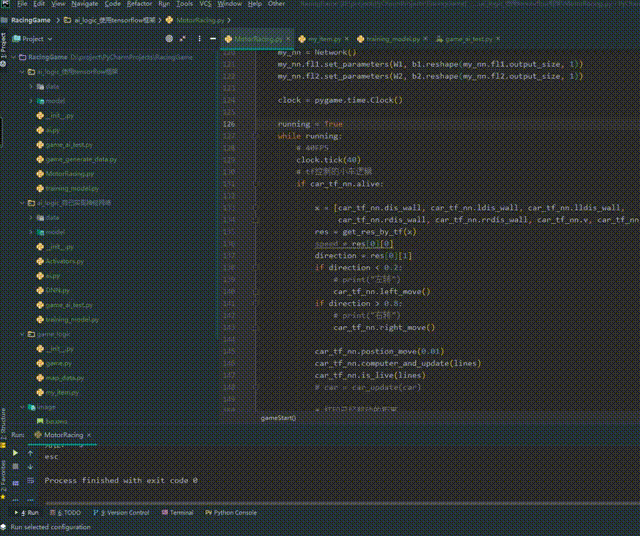 PC File Edit View Navigate Code Refactor Run Tools VCS Window Help Other
RacingGame ai_logic_使用tensorflow框架 MotorRacing.py
1: Project
Project
MotorRacing.py my_item.py training_model.py game_ai_test.py
RacingGame D:\project\PyCharmProjects\RacingGame
ai_logic_使用tensorflow框架
data
model
__init__.py
ai.py
game_ai_test.py
game_generate_data.py
MotorRacing.py
training_model.py
ai_logic_自己实现神经网络
data
model
__init__.py
Activators.py
ai.py
DNN.py
game_ai_test.py
training_model.py
game_logic
__init__.py
game.py
map_data.py
my_item.py
image
my_nn = Network()
my_nn.fl1.set_parameters(W1, b1.reshape(my_nn.fl1.output_size, 1))
my_nn.fl2.set_parameters(W2, b2.reshape(my_nn.fl2.output_size, 1))
clock = pygame.time.Clock()
126 running = True
while running:
# 40FPS
clock.tick(40)
# tf控制的小车逻辑
if car_tf_nn.alive:
x = [car_tf_nn.dis_wall, car_tf_nn.ldis_wall, car_tf_nn.lldis_wall,
car_tf_nn.rdis_wall, car_tf_nn.rrdis_wall, car_tf_nn.v, car_tf_nn
res = get_res_by_tf(x)
speed = res[0][0]
direction = res[0][1]
if direction < 0.2:
# print("左转")
car_tf_nn.left_move()
if direction > 0.8:
# print("右转")
car_tf_nn.right_move()
car_tf_nn.postion_move(0.01)
car_tf_nn.computer_and_update(lines)
car_tf_nn.is_live(lines)
# car = car_update(car)
gameStart()
Run: MotorRacing
esc
Process finished with exit code 0
2: Structure
2: Favorites
4: Run 6: TODO 9: Version Control Terminal Python Console
Run selected configuration